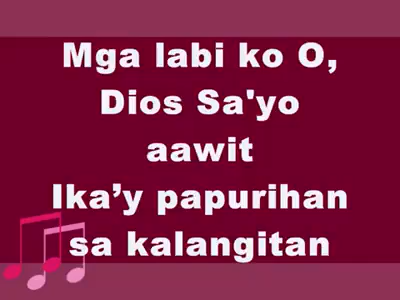 Mga labi ko O,
Dios Sa'yo
aawit
Ika’y papurihan
sa kalangitan